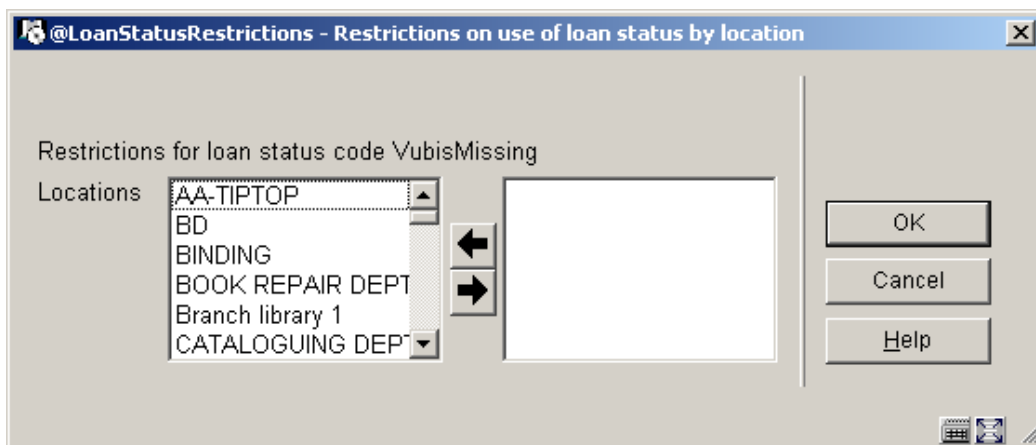 @LoanStatusRestrictions - Restrictions on use of loan status by location
Restrictions for loan status code VubisMissing
Locations
AA-TIPTOP
BD
BINDING
BOOK REPAIR DEPT
Branch library 1
CATALOGUING DEPT
OK
Cancel
Help